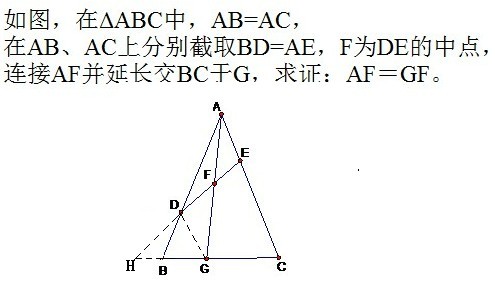 如图，在ΔABC中，AB=AC，
在AB、AC上分别截取BD=AE，F为DE的中点，
连接AF并延长交BC于G，求证：AF＝GF。
A
E
F
D
H B G C